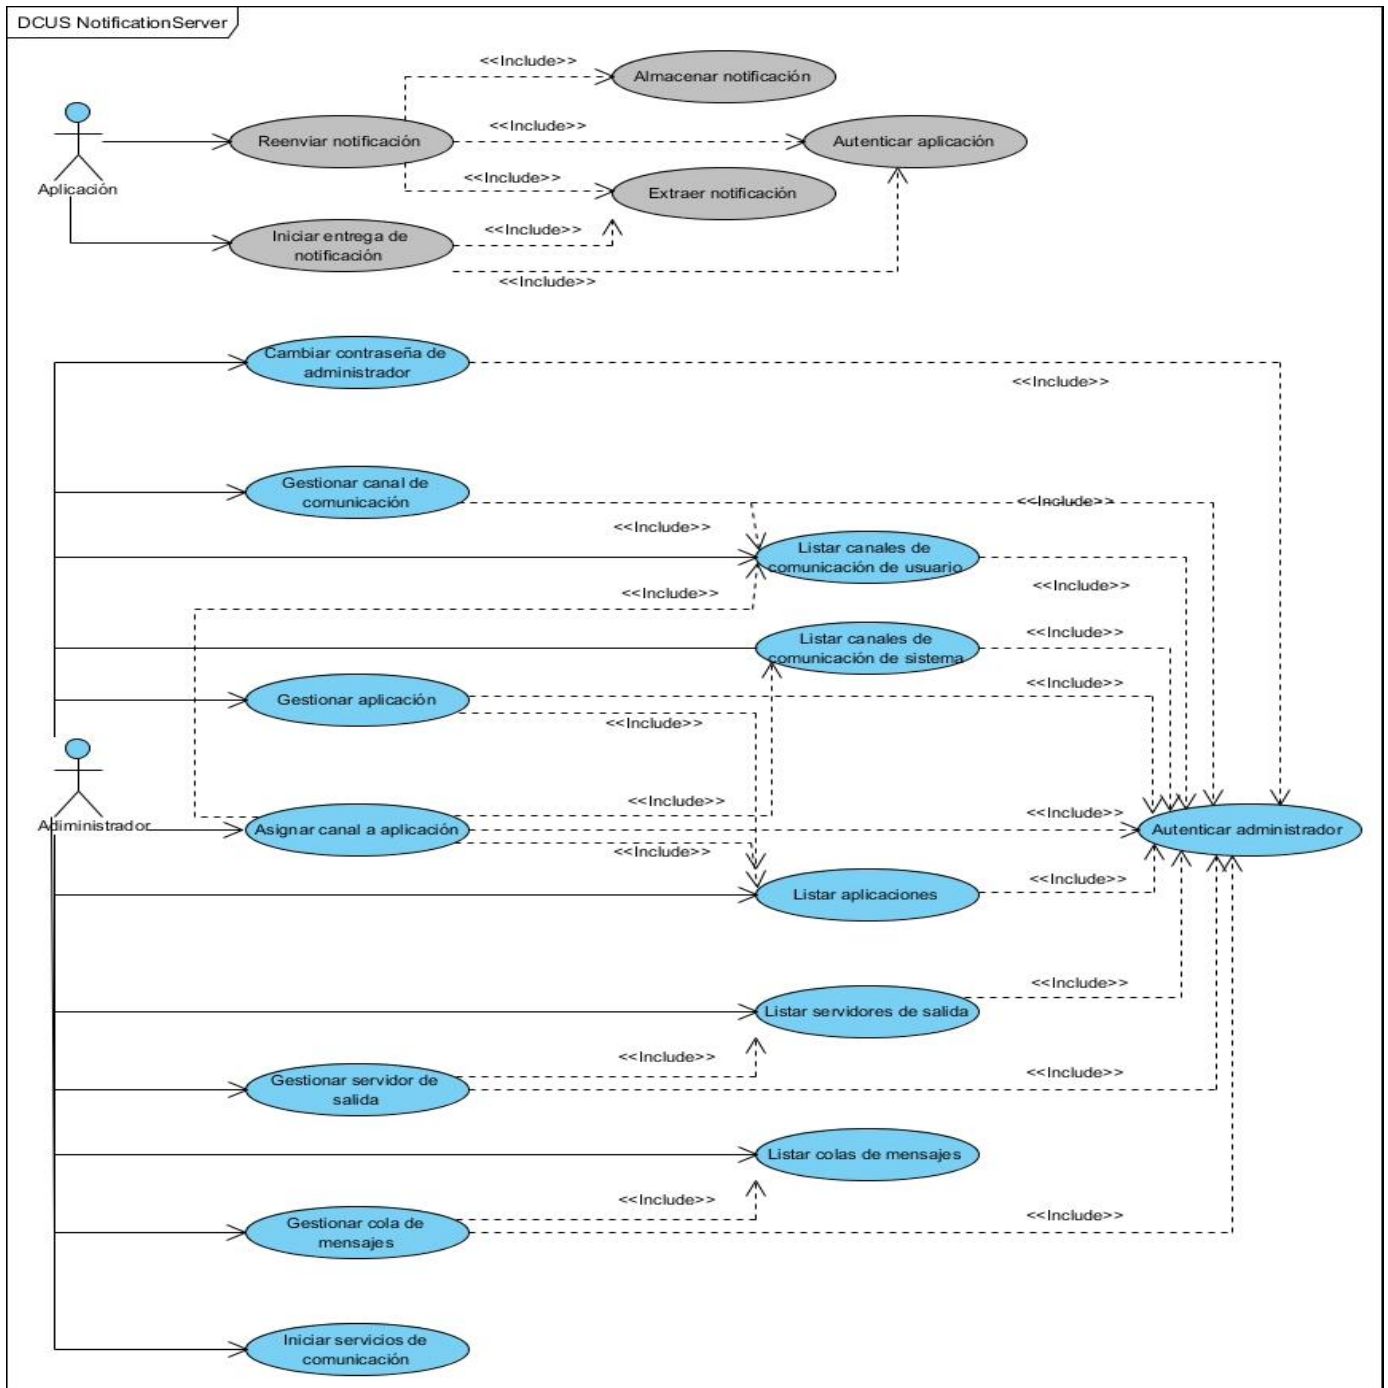 DCUS NotificationServer
<<Include>>
Almacenar notificación
<<Include>>
Reenviar notificación
Autenticar aplicación
<<Include>>
Extraer notificación
Aplicación
<<Include>>
Iniciar entrega de
notificación
<<Include>>
Cambiar contraseña de
administrador
<<Include>>
Gestionar canal de
comunicación
<<Include>>
<<Include>>
Listar canales de
comunicación de usuario
<<Include>>
<<Include>>
Listar canales de
comunicación de sistema
<<Include>>
Gestionar aplicación
<<Include>>
<<Include>>
Adiministrador
<<Include>>
Asignar canal a aplicación
<<Include>>
Autenticar administrador
<<Include>>
Listar aplicaciones
<<Include>>
<<Include>>
Listar servidores de salida
<<Include>>
Gestionar servidor de
salida
<<Include>>
Listar colas de mensajes
<<Include>>
Gestionar cola de
mensajes
<<Include>>
Iniciar servicios de
comunicación